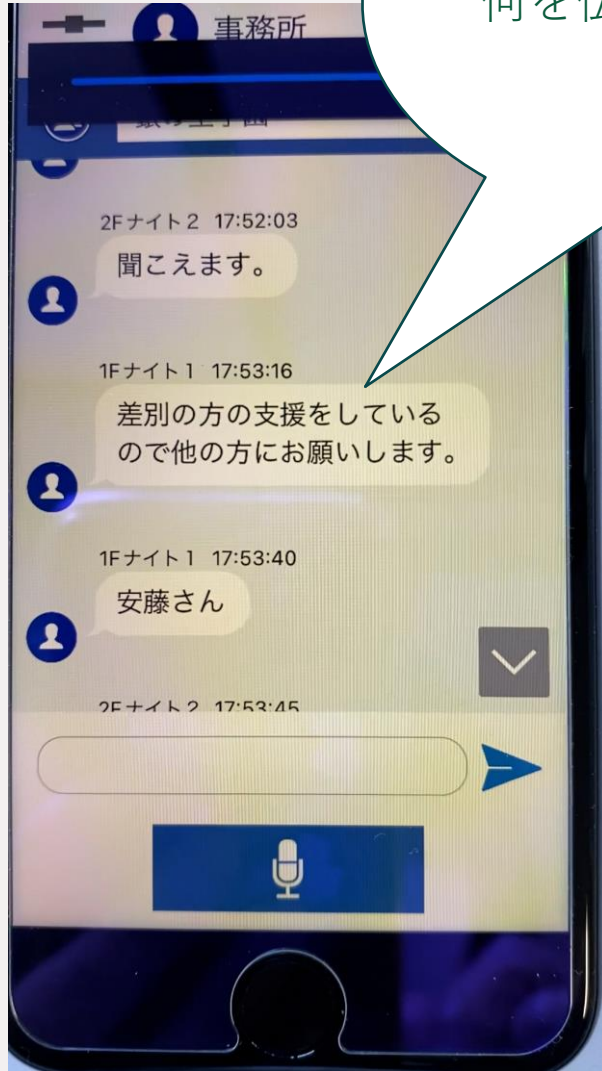 何を伝
事務所
2Fナイト2 17:52:03
聞こえます。
1Fナイト1 17:53:16
差別の方の支援をしている
ので他の方にお願いします。
1Fナイト1 17:53:40
安藤さん
2Fナイト2 17:53:45